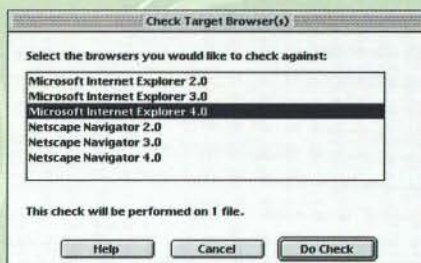 Check Target Browser(s)
Select the browsers you would like to check against:
Microsoft Internet Explorer 2.0
Microsoft Internet Explorer 3.0
Microsoft Internet Explorer 4.0
Netscape Navigator 2.0
Netscape Navigator 3.0
Netscape Navigator 4.0
This check will be performed on 1 file.
Help Cancel Do Check